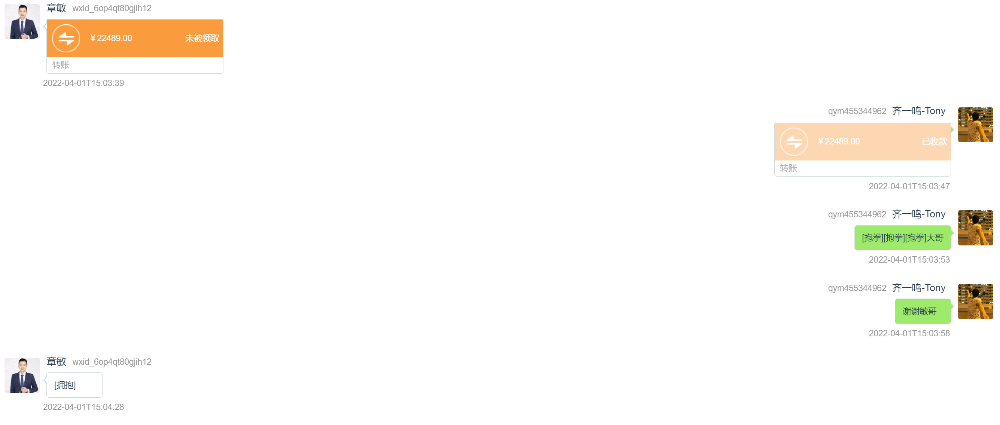 章敏 wxid_6op4qt80gjih12
¥22489.00 未被领取
转账
2022-04-01T15:03:39
qym455344962 齐一鸣-Tony
¥22489.00 已收款
转账
2022-04-01T15:03:47
qym455344962 齐一鸣-Tony
[抱拳][抱拳][抱拳]大哥
2022-04-01T15:03:53
qym455344962 齐一鸣-Tony
谢谢敏哥
2022-04-01T15:03:58
章敏 wxid_6op4qt80gjih12
[拥抱]
2022-04-01T15:04:28